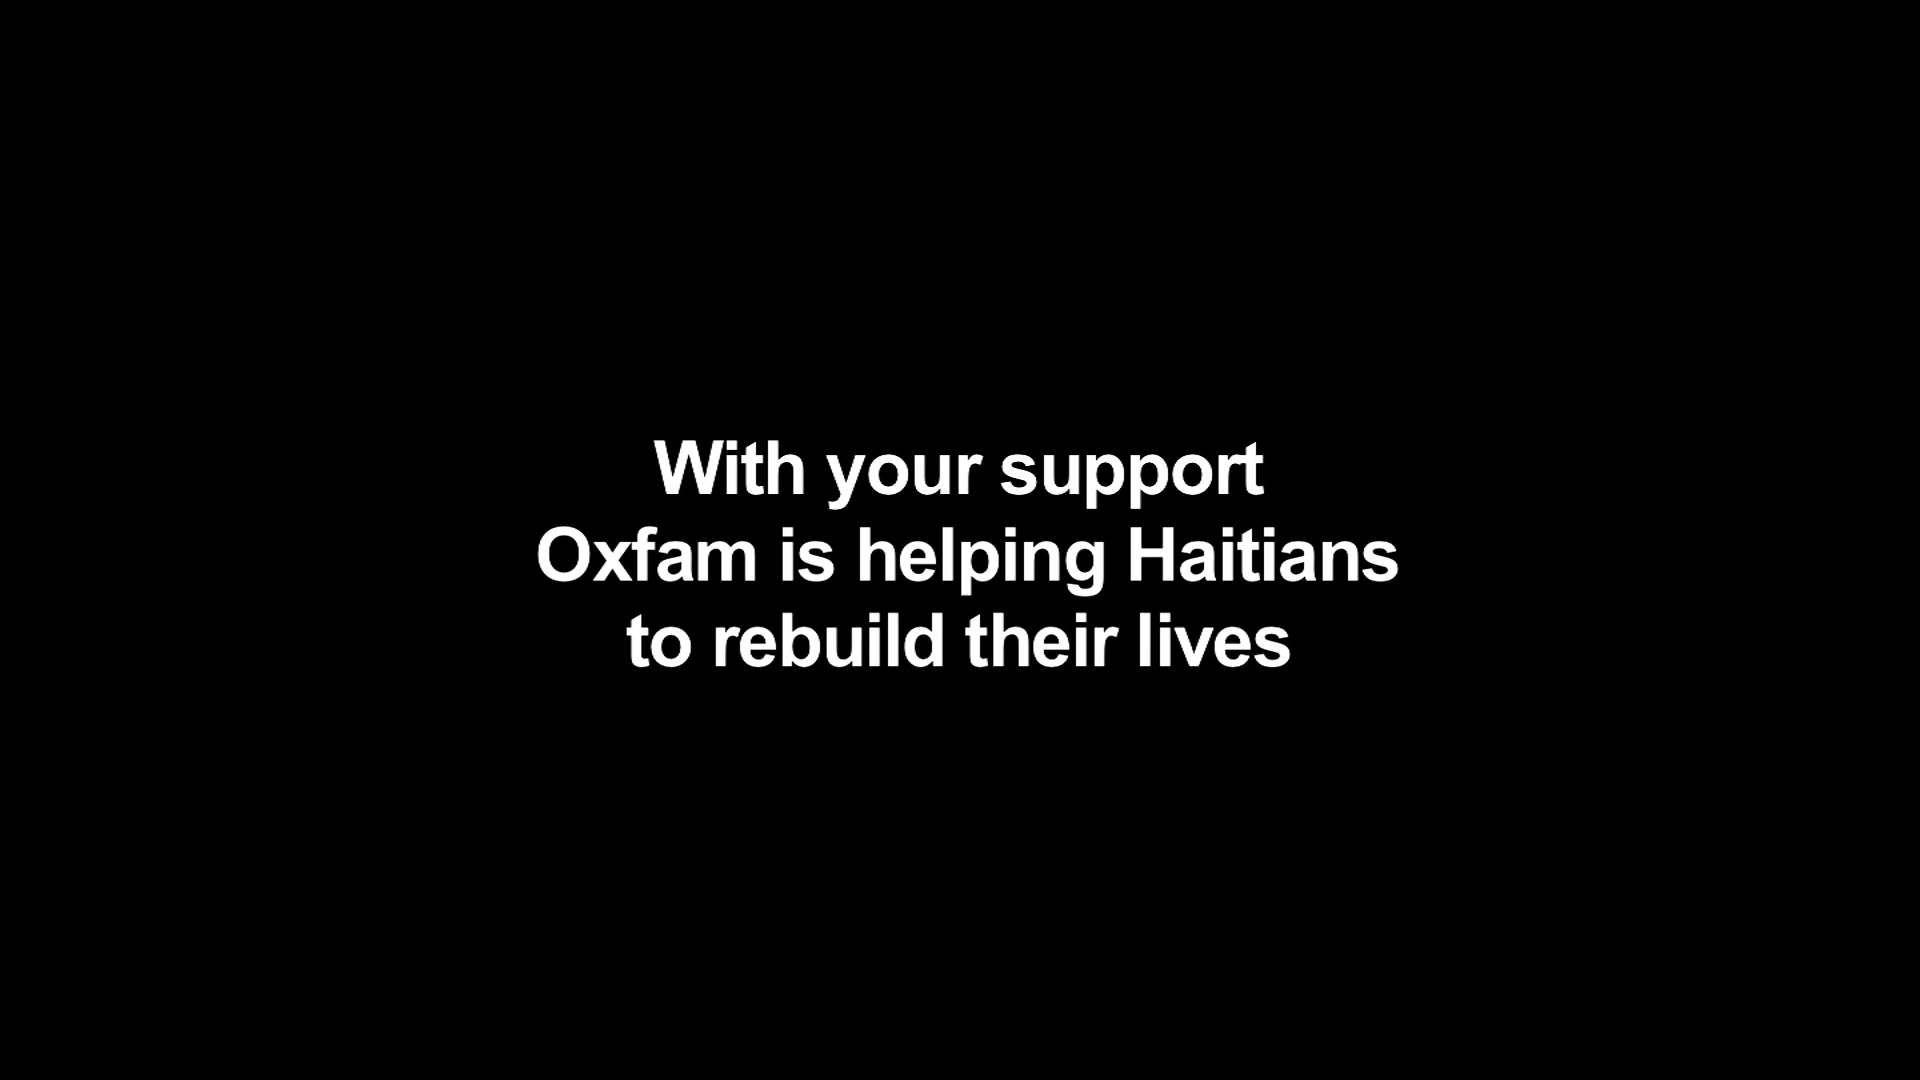 With your support
Oxfam is helping Haitians
to rebuild their lives